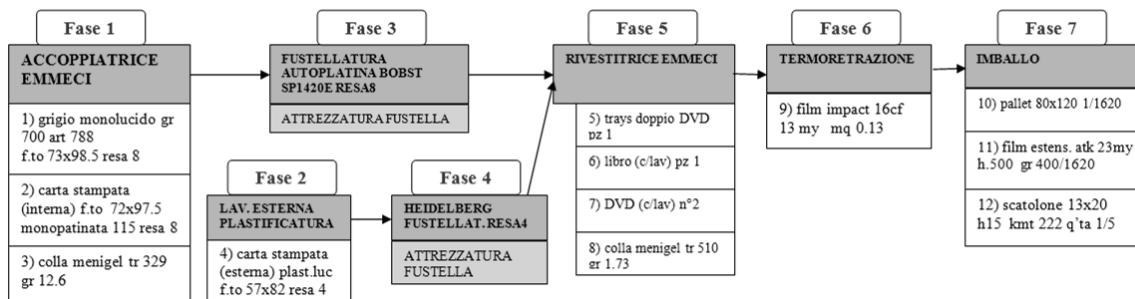 Fase 1
ACCOPPIATRICE
EMMECI
1) grigio monolucido gr
700 art 788
f.to 73x98.5 resa 8
2) carta stampata
(interna) f.to 72x97.5
monopatinata 115 resa 8
3) colla menigel tr 329
gr 12.6
Fase 2
LAV. ESTERNA
PLASTIFICATURA
4) carta stampata
(esterna) plast.luc
f.to 57x82 resa 4
Fase 3
FUSTELLATURA
AUTOPLATINA BOBST
SP1420E RESA8
ATTREZZATURA FUSTELLA
Fase 4
HEIDELBERG
FUSTELLAT. RESA4
ATTREZZATURA
FUSTELLA
Fase 5
RIVESTITRICE EMMECI
5) trays doppio DVD
pz 1
6) libro (c/lav) pz 1
7) DVD (c/lav) n°2
8) colla menigel tr 510
gr 1.73
Fase 6
TERMORETRAZIONE
9) film impact 16cf
13 my mq 0.13
Fase 7
IMBALLO
10) pallet 80x120 1/1620
11) film estens. atk 23my
h.500 gr 400/1620
12) scatolone 13x20
h15 kmt 222 q'ta 1/5